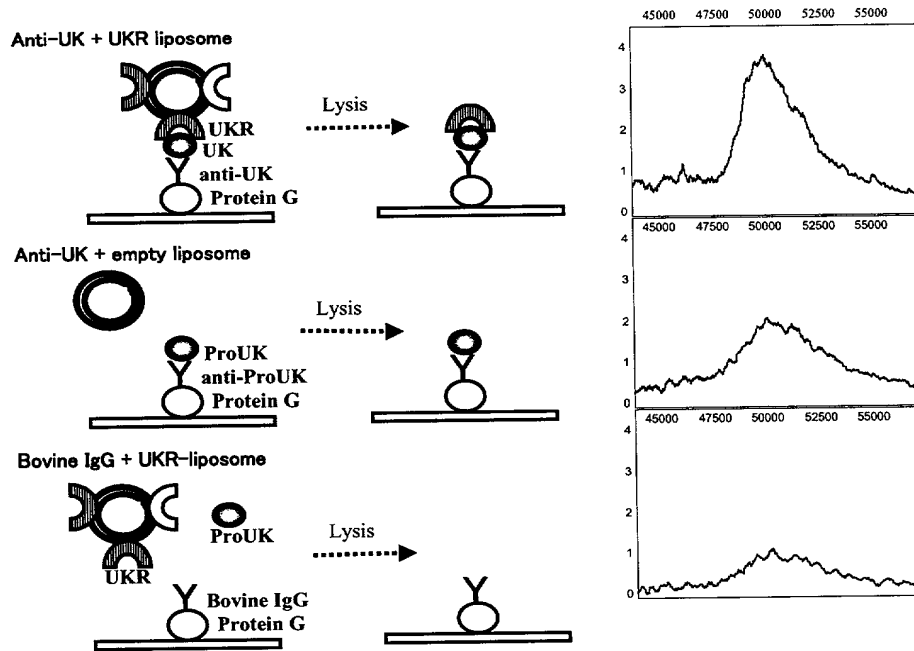 Anti-UK + UKR liposome
Lysis
UKR
UK
anti-UK
Protein G
45000 47500 50000 52500 55000
4
3
2
1
0
45000 47500 50000 52500 55000
Anti-UK + empty liposome
Lysis
ProUK
anti-ProUK
Protein G
4
3
2
1
0
45000 47500 50000 52500 55000
Bovine IgG + UKR-liposome
ProUK
Lysis
UKR
Bovine IgG
Protein G
4
3
2
1
0